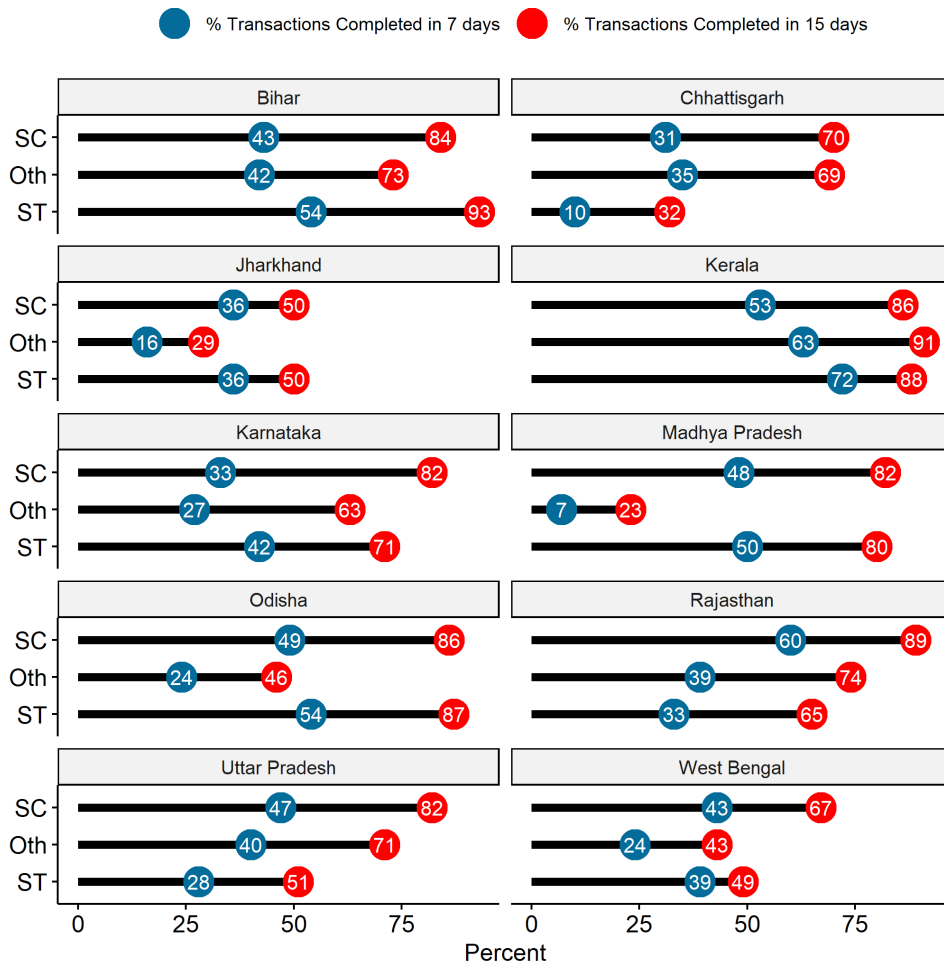 % Transactions Completed in 7 days % Transactions Completed in 15 days
Bihar Chhattisgarh
SC 43 84 31 70
Oth 42 73 35 69
ST 54 93 10 32
Jharkhand Kerala
SC 36 50 53 86
Oth 16 29 63 91
ST 36 50 72 88
Karnataka Madhya Pradesh
SC 33 82 48 82
Oth 27 63 7 23
ST 42 71 50 80
Odisha Rajasthan
SC 49 86 60 89
Oth 24 46 39 74
ST 54 87 33 65
Uttar Pradesh West Bengal
SC 47 82 43 67
Oth 40 71 24 43
ST 28 51 39 49
0 25 50 75 0 25 50 75
Percent